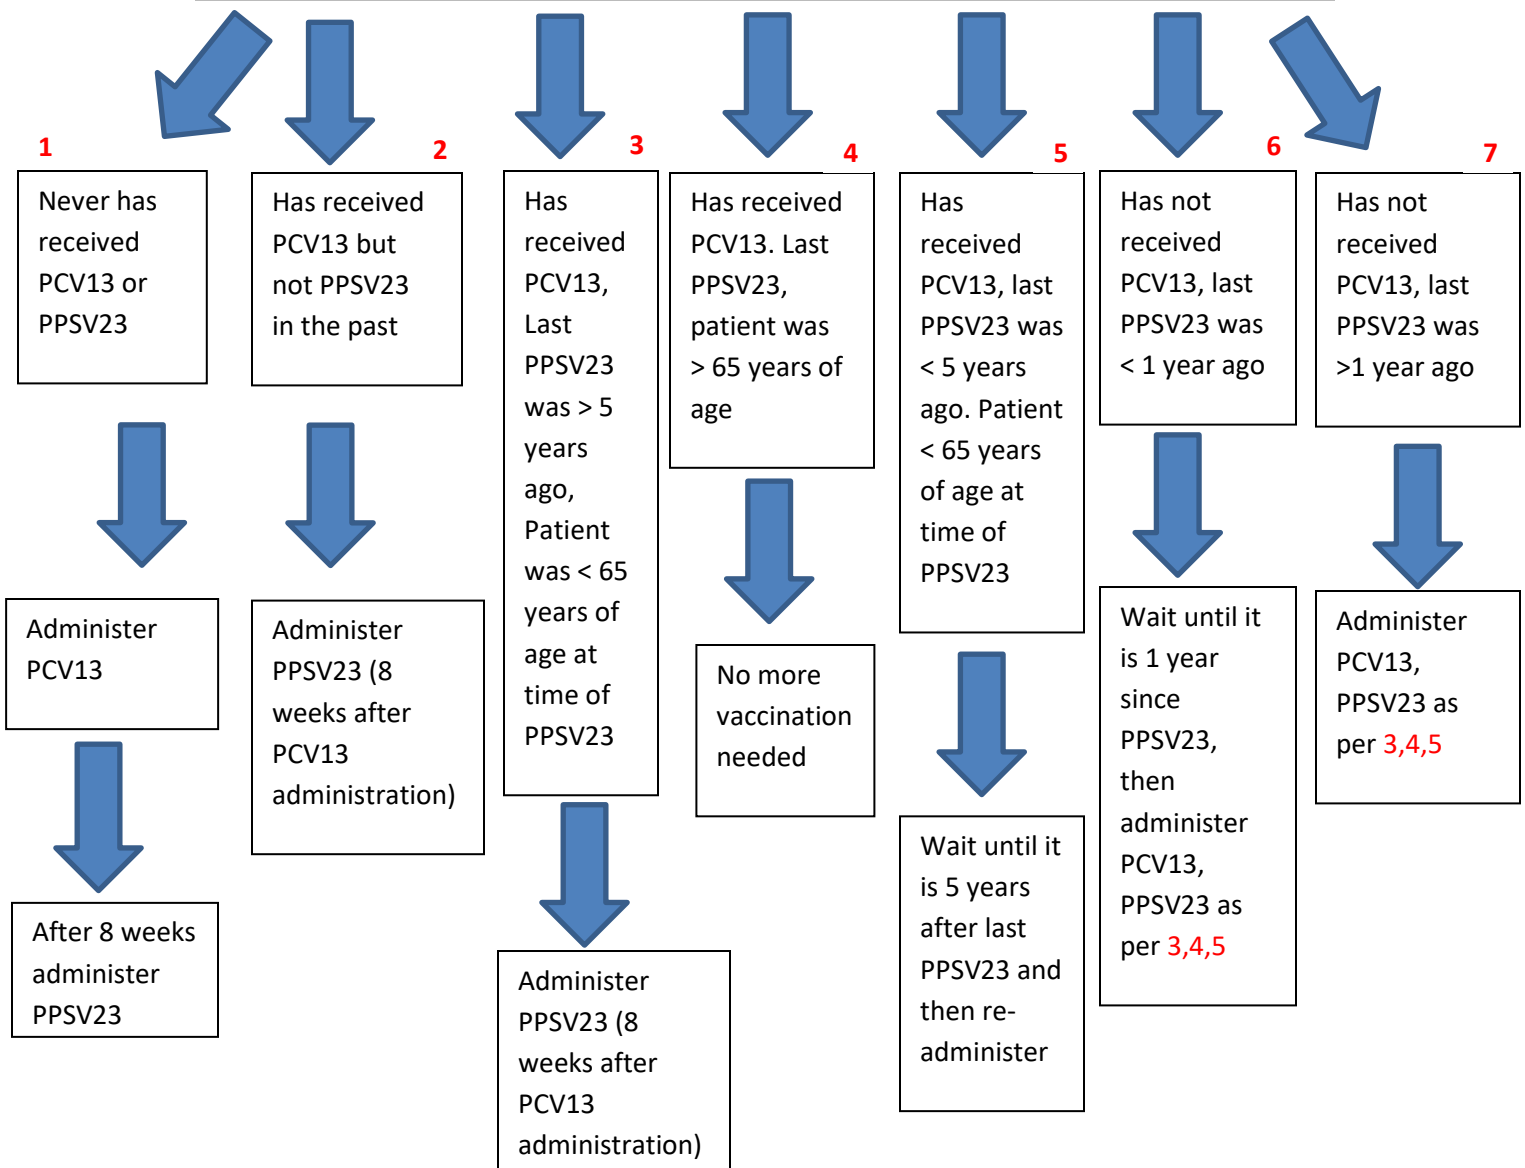 1
Never has
received
PCV13 or
PPSV23
Administer
PCV13
After 8 weeks
administer
PPSV23
2
Has received
PCV13 but
not PPSV23
in the past
Administer
PPSV23 (8
weeks after
PCV13
administration)
3
Has
received
PCV13,
Last
PPSV23
was > 5
years
ago,
Patient
was < 65
years of
age at
time of
PPSV23
Administer
PPSV23 (8
weeks after
PCV13
administration)
4
Has received
PCV13. Last
PPSV23,
patient was
> 65 years of
age
No more
vaccination
needed
5
Has
received
PCV13, last
PPSV23 was
< 5 years
ago. Patient
< 65 years
of age at
time of
PPSV23
Wait until it
is 5 years
after last
PPSV23 and
then re-
administer
6
Has not
received
PCV13, last
PPSV23 was
< 1 year ago
Wait until it
is 1 year
since
PPSV23,
then
administer
PCV13,
PPSV23 as
per 3,4,5
7
Has not
received
PCV13, last
PPSV23 was
>1 year ago
Administer
PCV13,
PPSV23 as
per 3,4,5